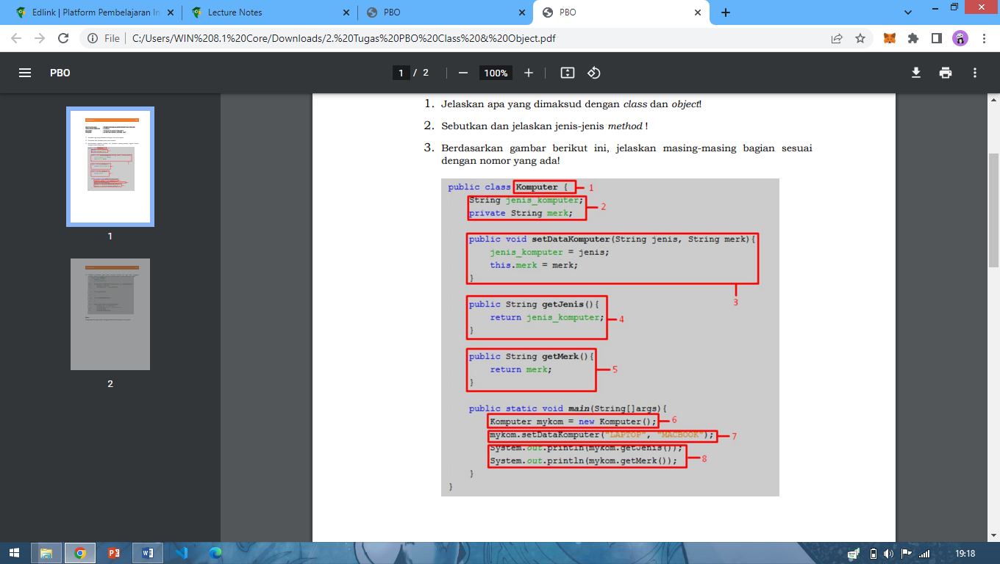 Edlink | Platform Pembelajaran In
Lecture Notes
PBO
PBO
File
C:/Users/WIN%208.1%20Core/Downloads/2.%20Tugas%20PBO%20Class%20&%20Object.pdf
PBO
1 / 2
100%
1
2
1. Jelaskan apa yang dimaksud dengan class dan object!
2. Sebutkan dan jelaskan jenis-jenis method !
3. Berdasarkan gambar berikut ini, jelaskan masing-masing bagian sesuai
dengan nomor yang ada!
public class Komputer { 1
String jenis_komputer;
private String merk;
2
public void setDataKomputer(String jenis, String merk){
jenis_komputer = jenis;
this.merk = merk;
}
3
public String getJenis(){
return jenis_komputer;
}
4
public String getMerk(){
return merk;
}
5
public static void main(String[]args){
Komputer mykom = new Komputer(); 6
mykom.setDataKomputer("LAPTOP", "MACBOOK"); 7
System.out.println(mykom.getJenis());
System.out.println(mykom.getMerk());
8
}
}
19:18